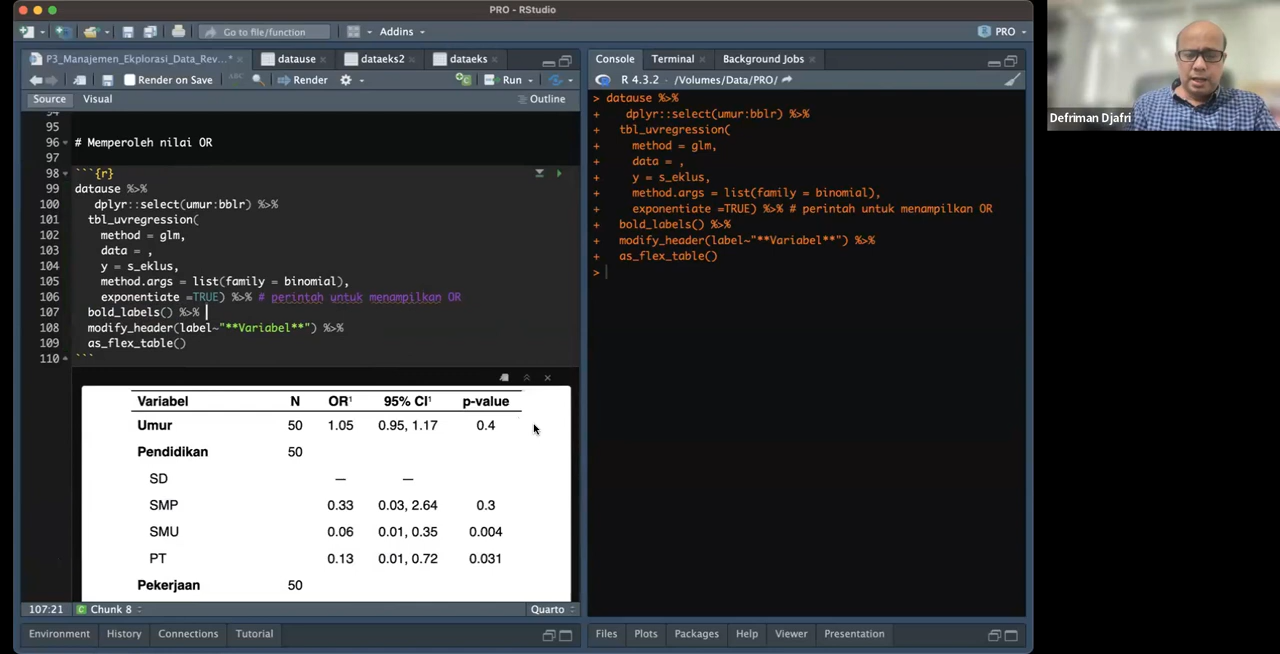 PRO - RStudio
Go to file/function
Addins
PRO
P3_Manajemen_Ekplorasi_Data_Rev...*
datause
dataeks2
dataeks
Render on Save
ABC
Render
Run
Source
Visual
Outline
94
95
96 # Memperoleh nilai OR
97
98 ```{r}
99 datause %>%
100 dplyr::select(umur:bblr) %>%
101 tbl_uvregression(
102 method = glm,
103 data = ,
104 y = s_eklus,
105 method.args = list(family = binomial),
106 exponentiate =TRUE) %>% # perintah untuk menampilkan OR
107 bold_labels() %>%
108 modify_header(label~"**Variabel**") %>%
109 as_flex_table()
110 ```
Variabel N OR¹ 95% CI¹ p-value
Umur 50 1.05 0.95, 1.17 0.4
Pendidikan 50
SD — —
SMP 0.33 0.03, 2.64 0.3
SMU 0.06 0.01, 0.35 0.004
PT 0.13 0.01, 0.72 0.031
Pekerjaan 50
107:21 Chunk 8 Quarto
Environment History Connections Tutorial
Console Terminal Background Jobs
R 4.3.2 · /Volumes/Data/PRO/
> datause %>%
+ dplyr::select(umur:bblr) %>%
+ tbl_uvregression(
+ method = glm,
+ data = ,
+ y = s_eklus,
+ method.args = list(family = binomial),
+ exponentiate =TRUE) %>% # perintah untuk menampilkan OR
+ bold_labels() %>%
+ modify_header(label~"**Variabel**") %>%
+ as_flex_table()
>
Files Plots Packages Help Viewer Presentation
Defriman Djafri